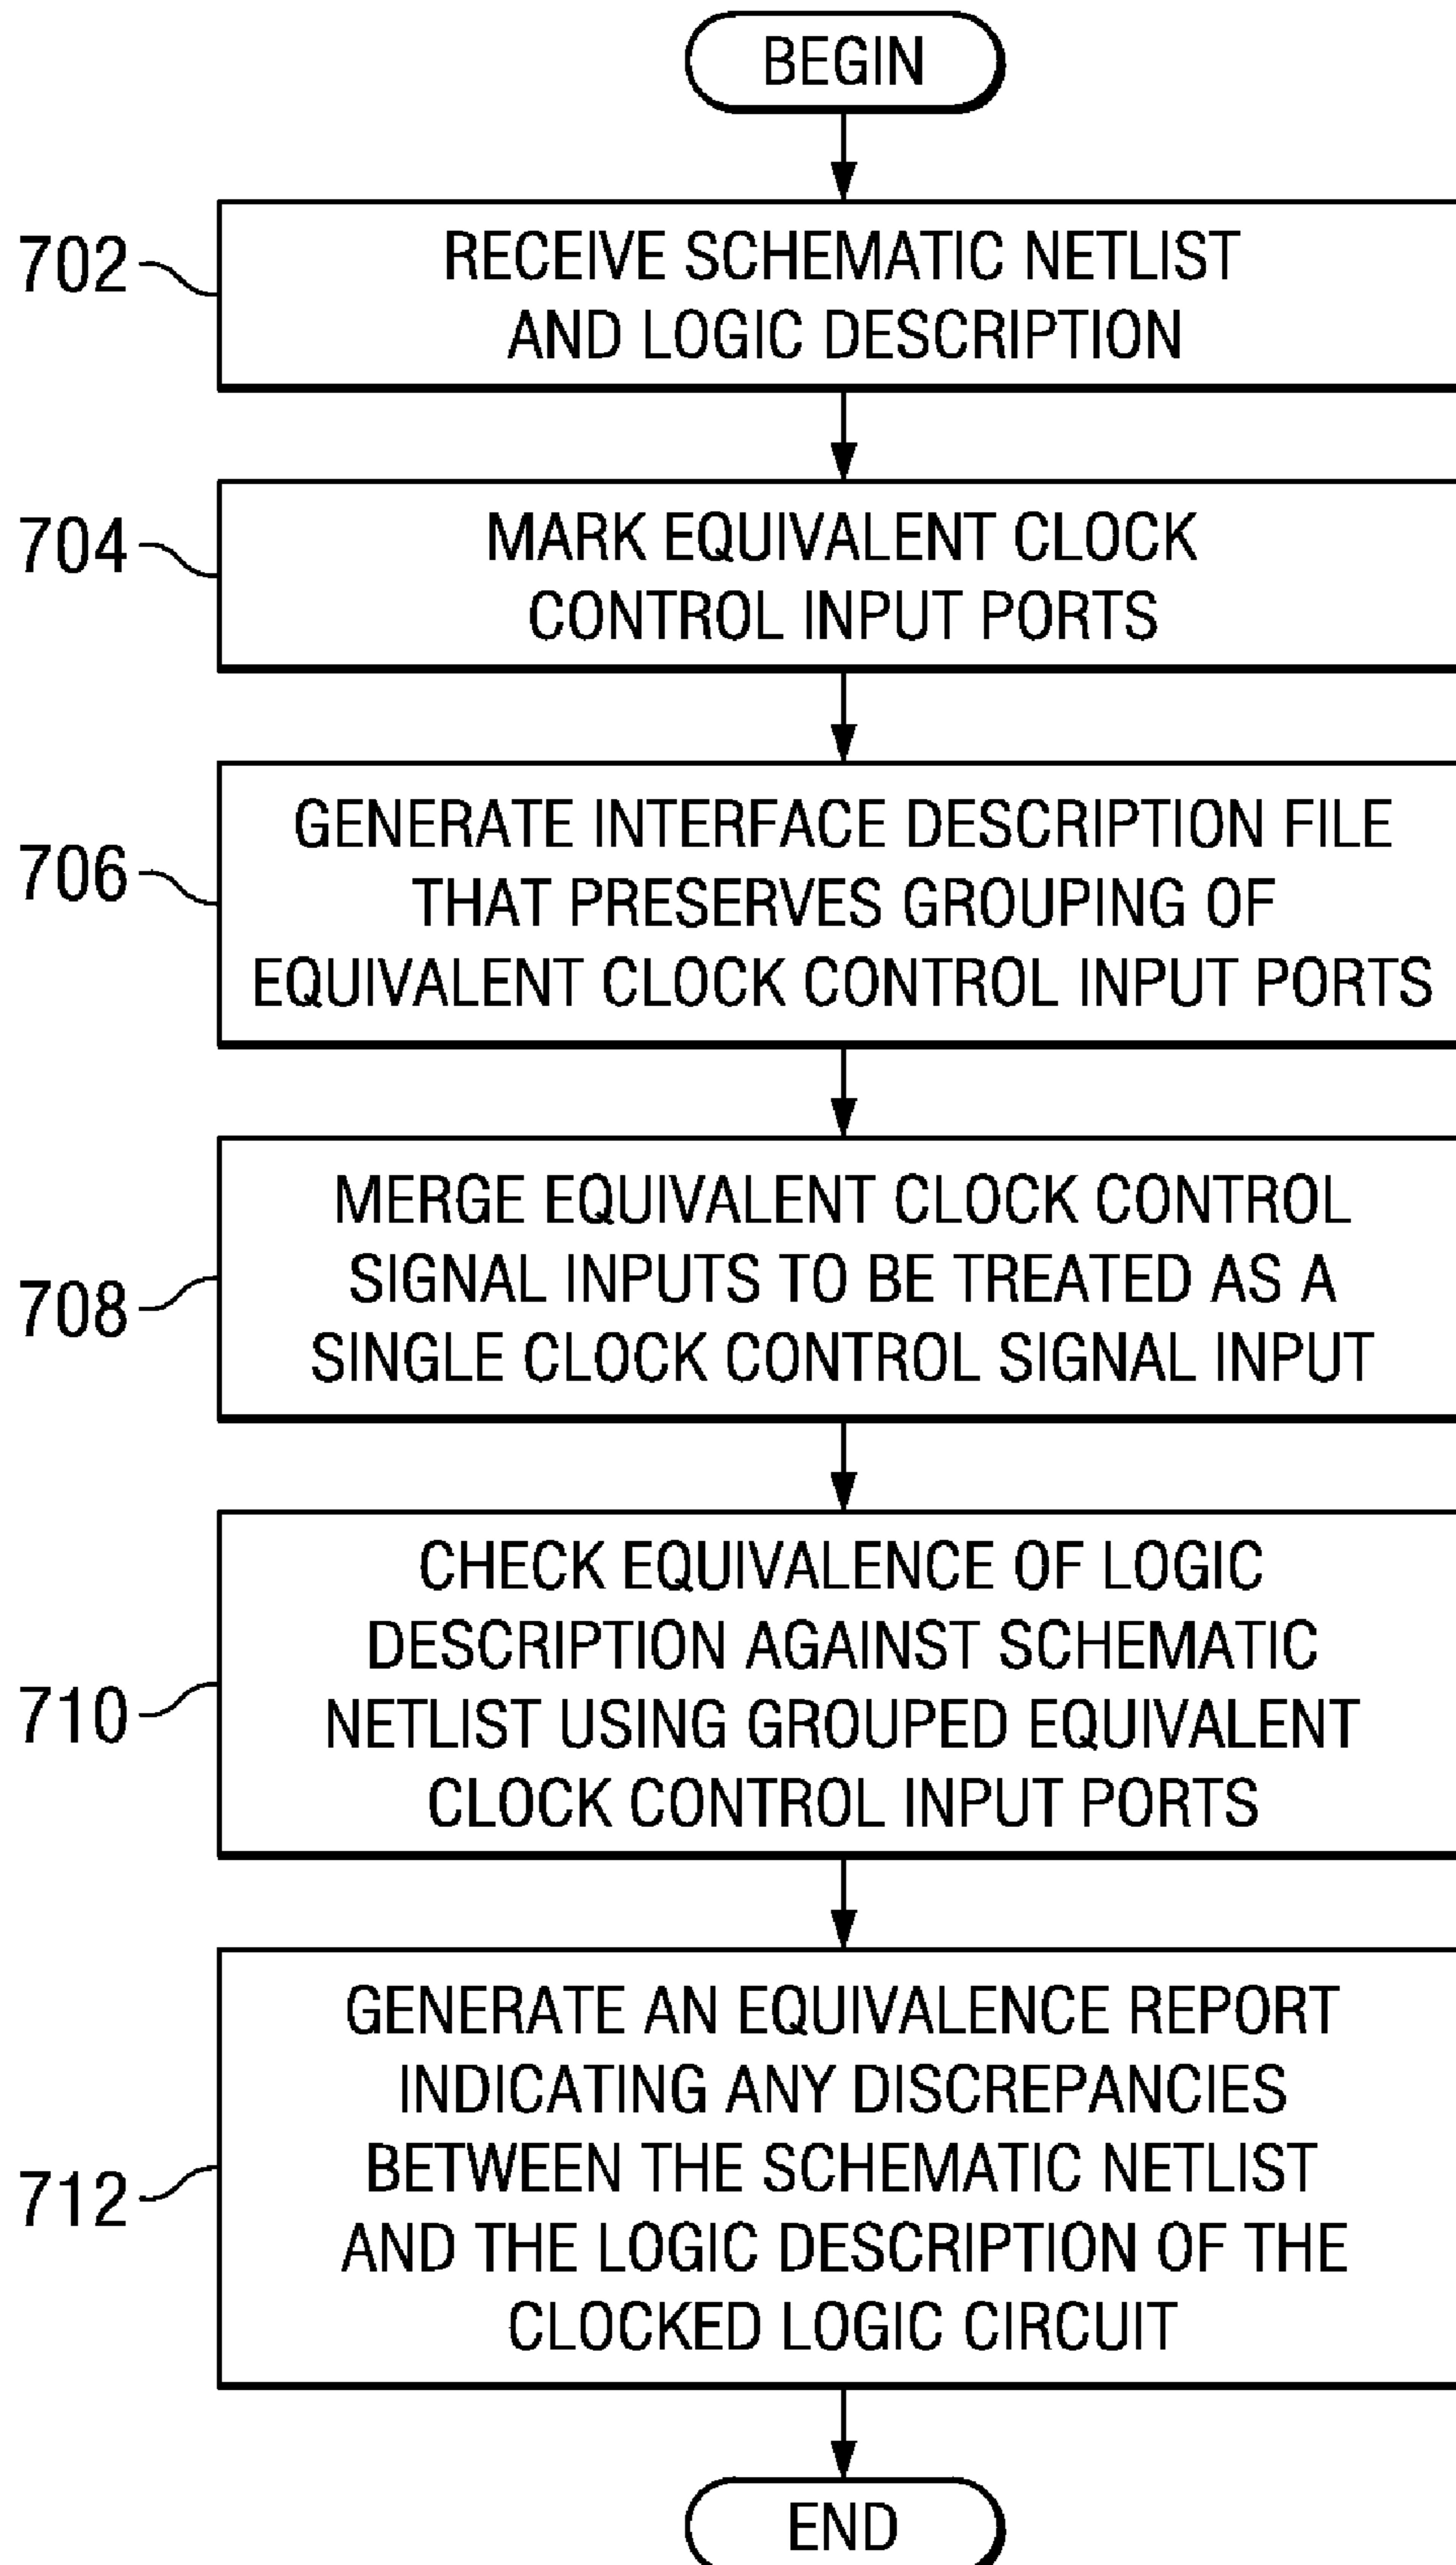 BEGIN
702
RECEIVE SCHEMATIC NETLIST
AND LOGIC DESCRIPTION
704
MARK EQUIVALENT CLOCK
CONTROL INPUT PORTS
706
GENERATE INTERFACE DESCRIPTION FILE
THAT PRESERVES GROUPING OF
EQUIVALENT CLOCK CONTROL INPUT PORTS
708
MERGE EQUIVALENT CLOCK CONTROL
SIGNAL INPUTS TO BE TREATED AS A
SINGLE CLOCK CONTROL SIGNAL INPUT
710
CHECK EQUIVALENCE OF LOGIC
DESCRIPTION AGAINST SCHEMATIC
NETLIST USING GROUPED EQUIVALENT
CLOCK CONTROL INPUT PORTS
712
GENERATE AN EQUIVALENCE REPORT
INDICATING ANY DISCREPANCIES
BETWEEN THE SCHEMATIC NETLIST
AND THE LOGIC DESCRIPTION OF THE
CLOCKED LOGIC CIRCUIT
END